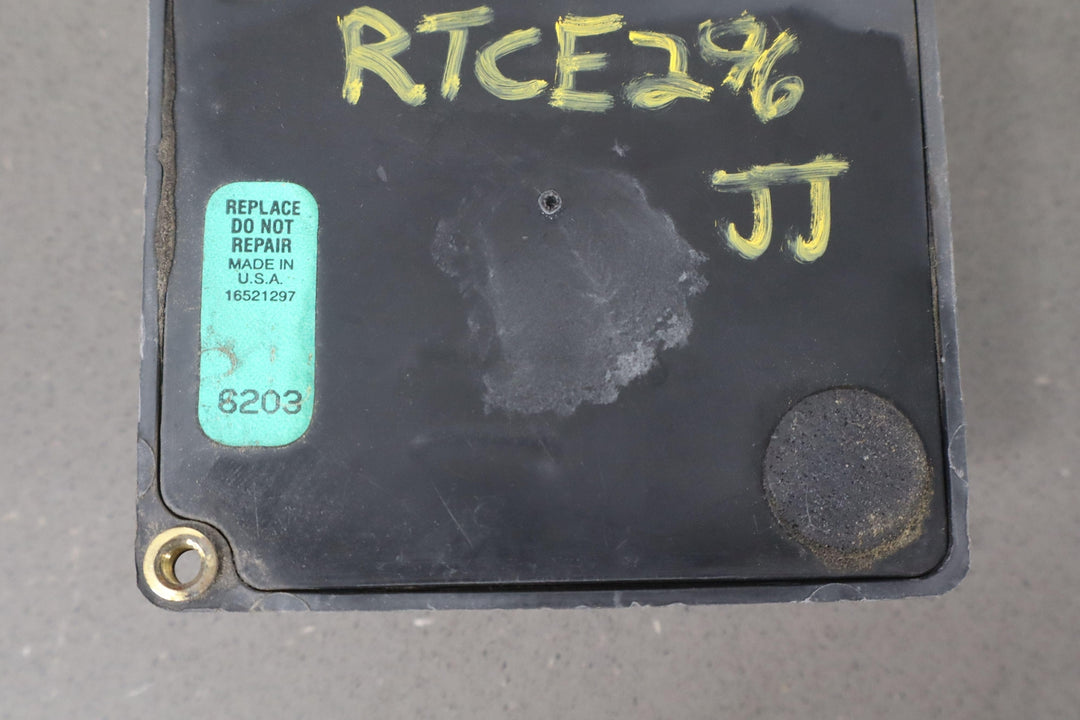 RTCE296
JJ
REPLACE
DO NOT
REPAIR
MADE IN
U.S.A.
16521297
6203